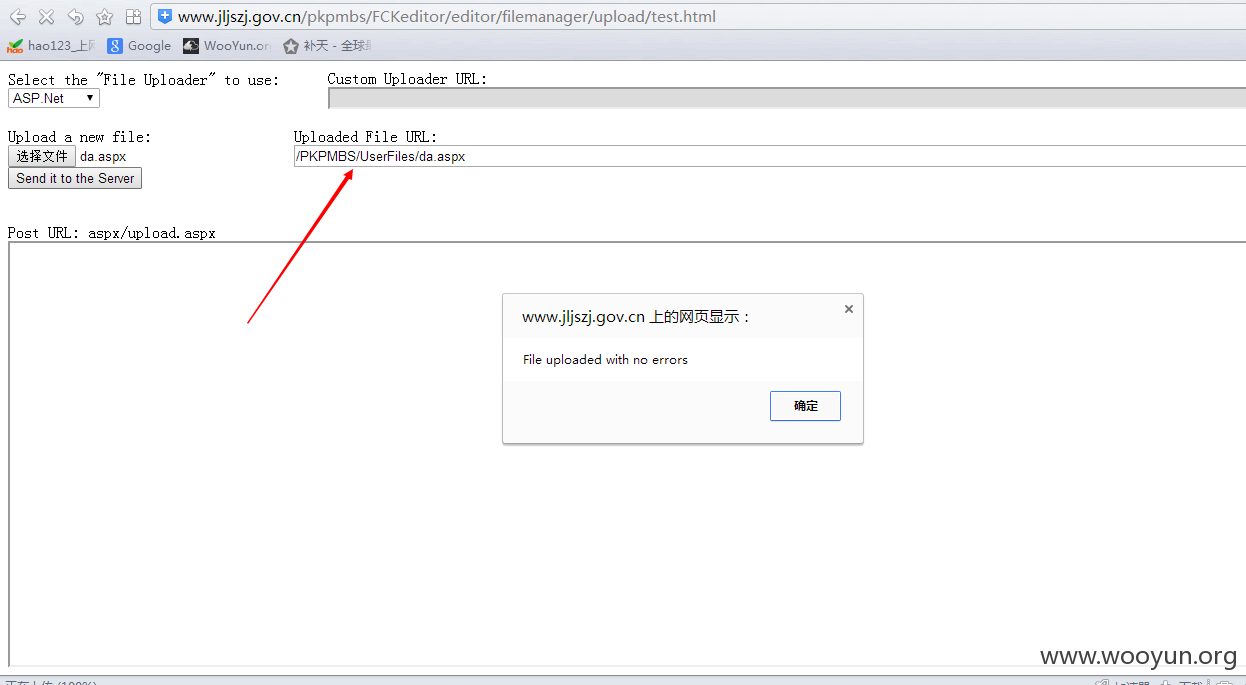 www.jljszj.gov.cn/pkpmbs/FCKeditor/editor/filemanager/upload/test.html
hao123_上网 Google WooYun.or 补天 - 全球
Select the "File Uploader" to use: Custom Uploader URL:
ASP.Net
Upload a new file: Uploaded File URL:
选择文件 da.aspx /PKPMBS/UserFiles/da.aspx
Send it to the Server
Post URL: aspx/upload.aspx
www.jljszj.gov.cn 上的网页显示：
File uploaded with no errors
确定
www.wooyun.org